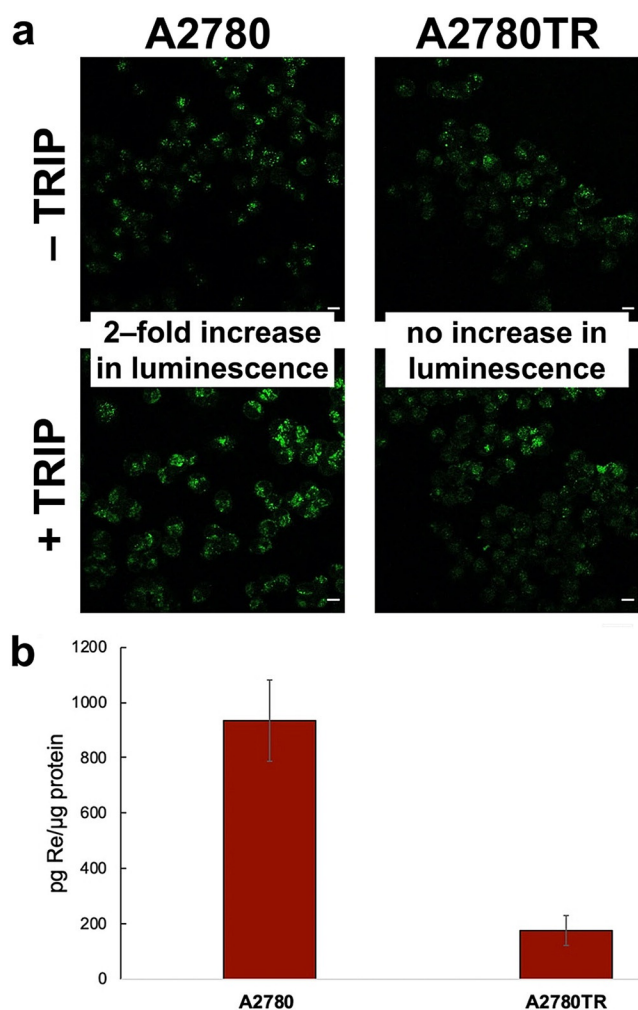 a
A2780
A2780TR
– TRIP
2–fold increase
in luminescence
no increase in
luminescence
+ TRIP
b
pg Re/µg protein
1200
1000
800
600
400
200
0
A2780
A2780TR